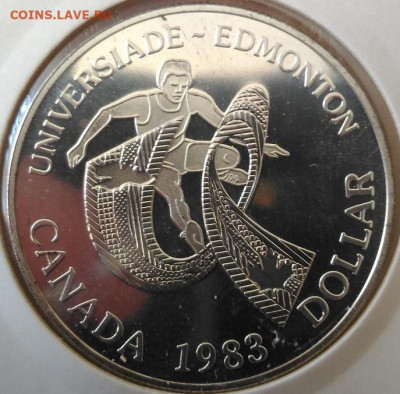 COINS.LAVE.RU
UNIVERSIADE ~ EDMONTON
CANADA 1983 DOLLAR